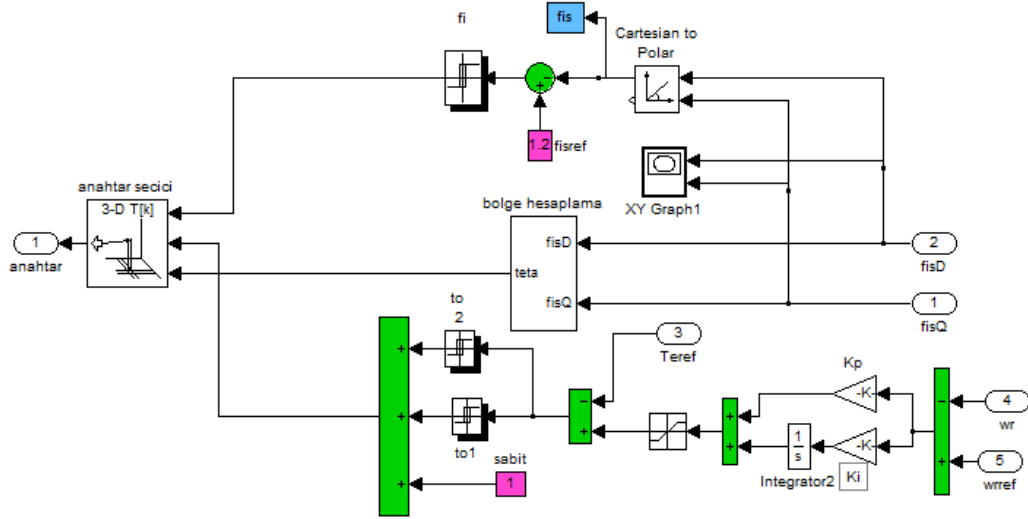 fi
fis
Cartesian to
Polar
1.2
fisref
anahtar secici
3-D T[k]
bolge hesaplama
XY Graph1
1
anahtar
fisD
teta
fisQ
2
fisD
1
fisQ
to
2
3
Teref
Kp
-K-
4
wr
to1
1
s
-K-
5
wrref
sabit
1
Integrator2
Ki